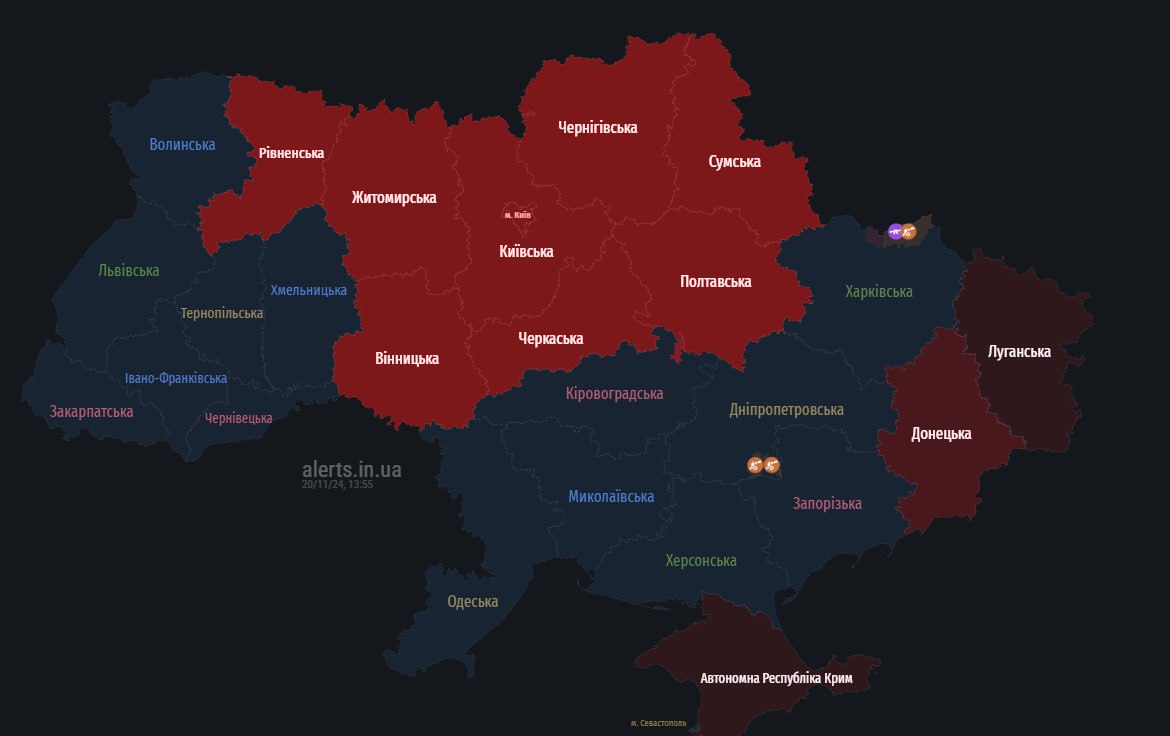 Чернігівська
Волинська
Рівненська
Сумська
Житомирська
м. Київ
Київська
Львівська
Хмельницька
Полтавська
Харківська
Тернопільська
Черкаська
Луганська
Вінницька
Івано-Франківська
Кіровоградська
Закарпатська
Дніпропетровська
Чернівецька
Донецька
alerts.in.ua
20/11/24, 13:55
Миколаївська
Запорізька
Херсонська
Одеська
Автономна Республіка Крим
м. Севастополь